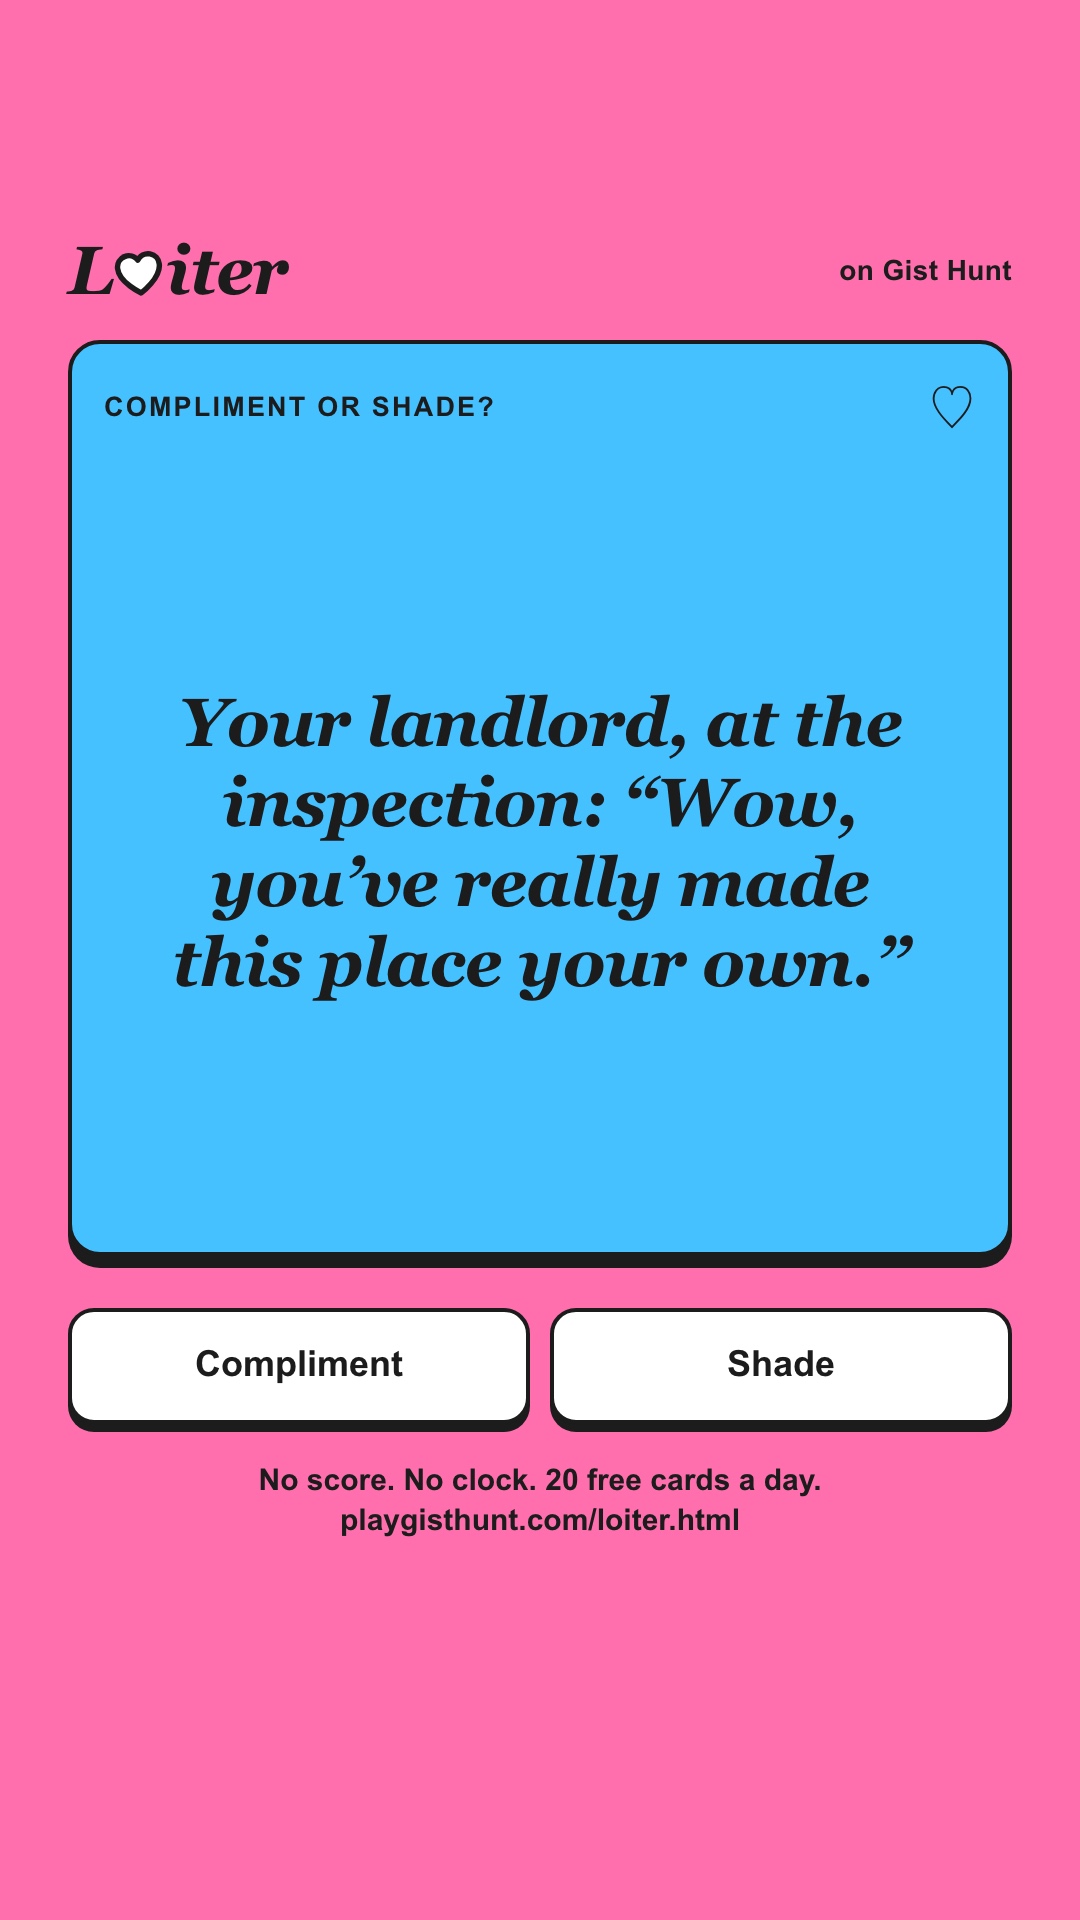 Loiter
on Gist Hunt
COMPLIMENT OR SHADE?
Your landlord, at the
inspection: “Wow,
you’ve really made
this place your own.”
Compliment
Shade
No score. No clock. 20 free cards a day.
playgisthunt.com/loiter.html